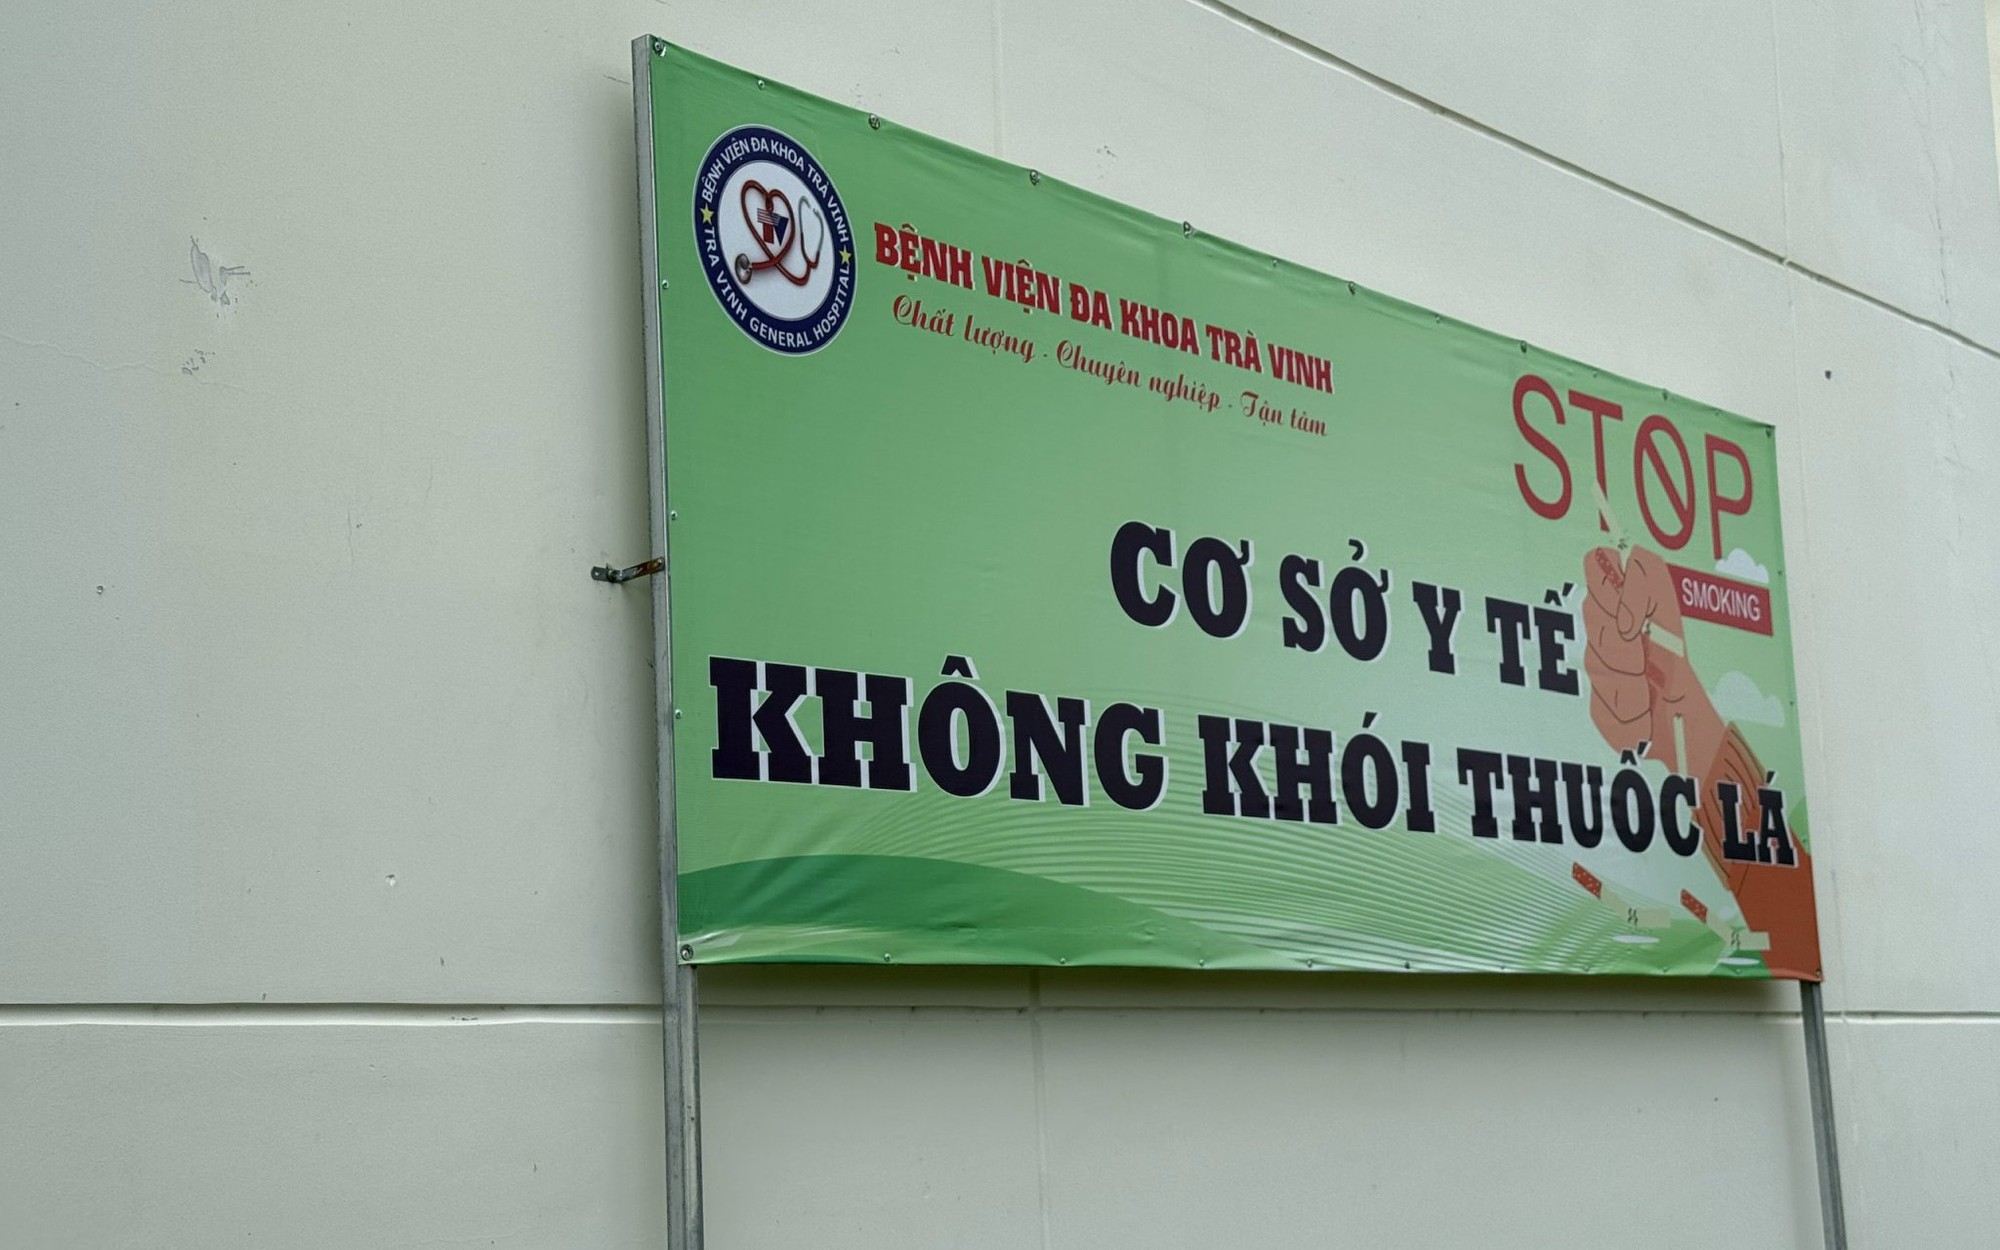 BỆNH VIỆN ĐA KHOA TRÀ VINH
TRA VINH GENERAL HOSPITAL
BỆNH VIỆN ĐA KHOA TRÀ VINH
Chất lượng - Chuyên nghiệp - Tận tâm
STOP
SMOKING
CƠ SỞ Y TẾ
KHÔNG KHÓI THUỐC LÁ